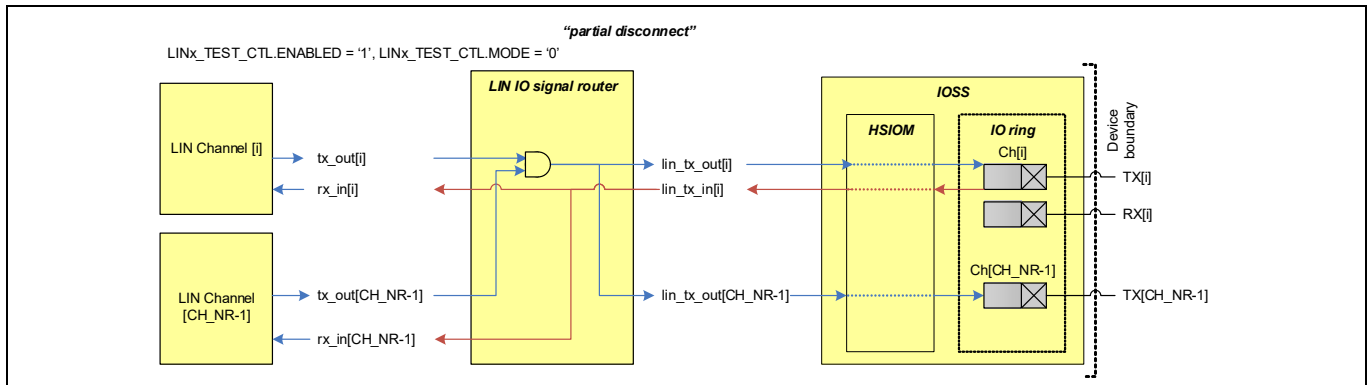 “partial disconnect”
LINx_TEST_CTL.ENABLED = ‘1’, LINx_TEST_CTL.MODE = ‘0’
LIN IO signal router
IOSS
HSIOM
IO ring
Device
boundary
LIN Channel [i]
tx_out[i]
rx_in[i]
lin_tx_out[i]
lin_tx_in[i]
Ch[i]
TX[i]
RX[i]
LIN Channel
[CH_NR-1]
tx_out[CH_NR-1]
rx_in[CH_NR-1]
lin_tx_out[CH_NR-1]
Ch[CH_NR-1]
TX[CH_NR-1]